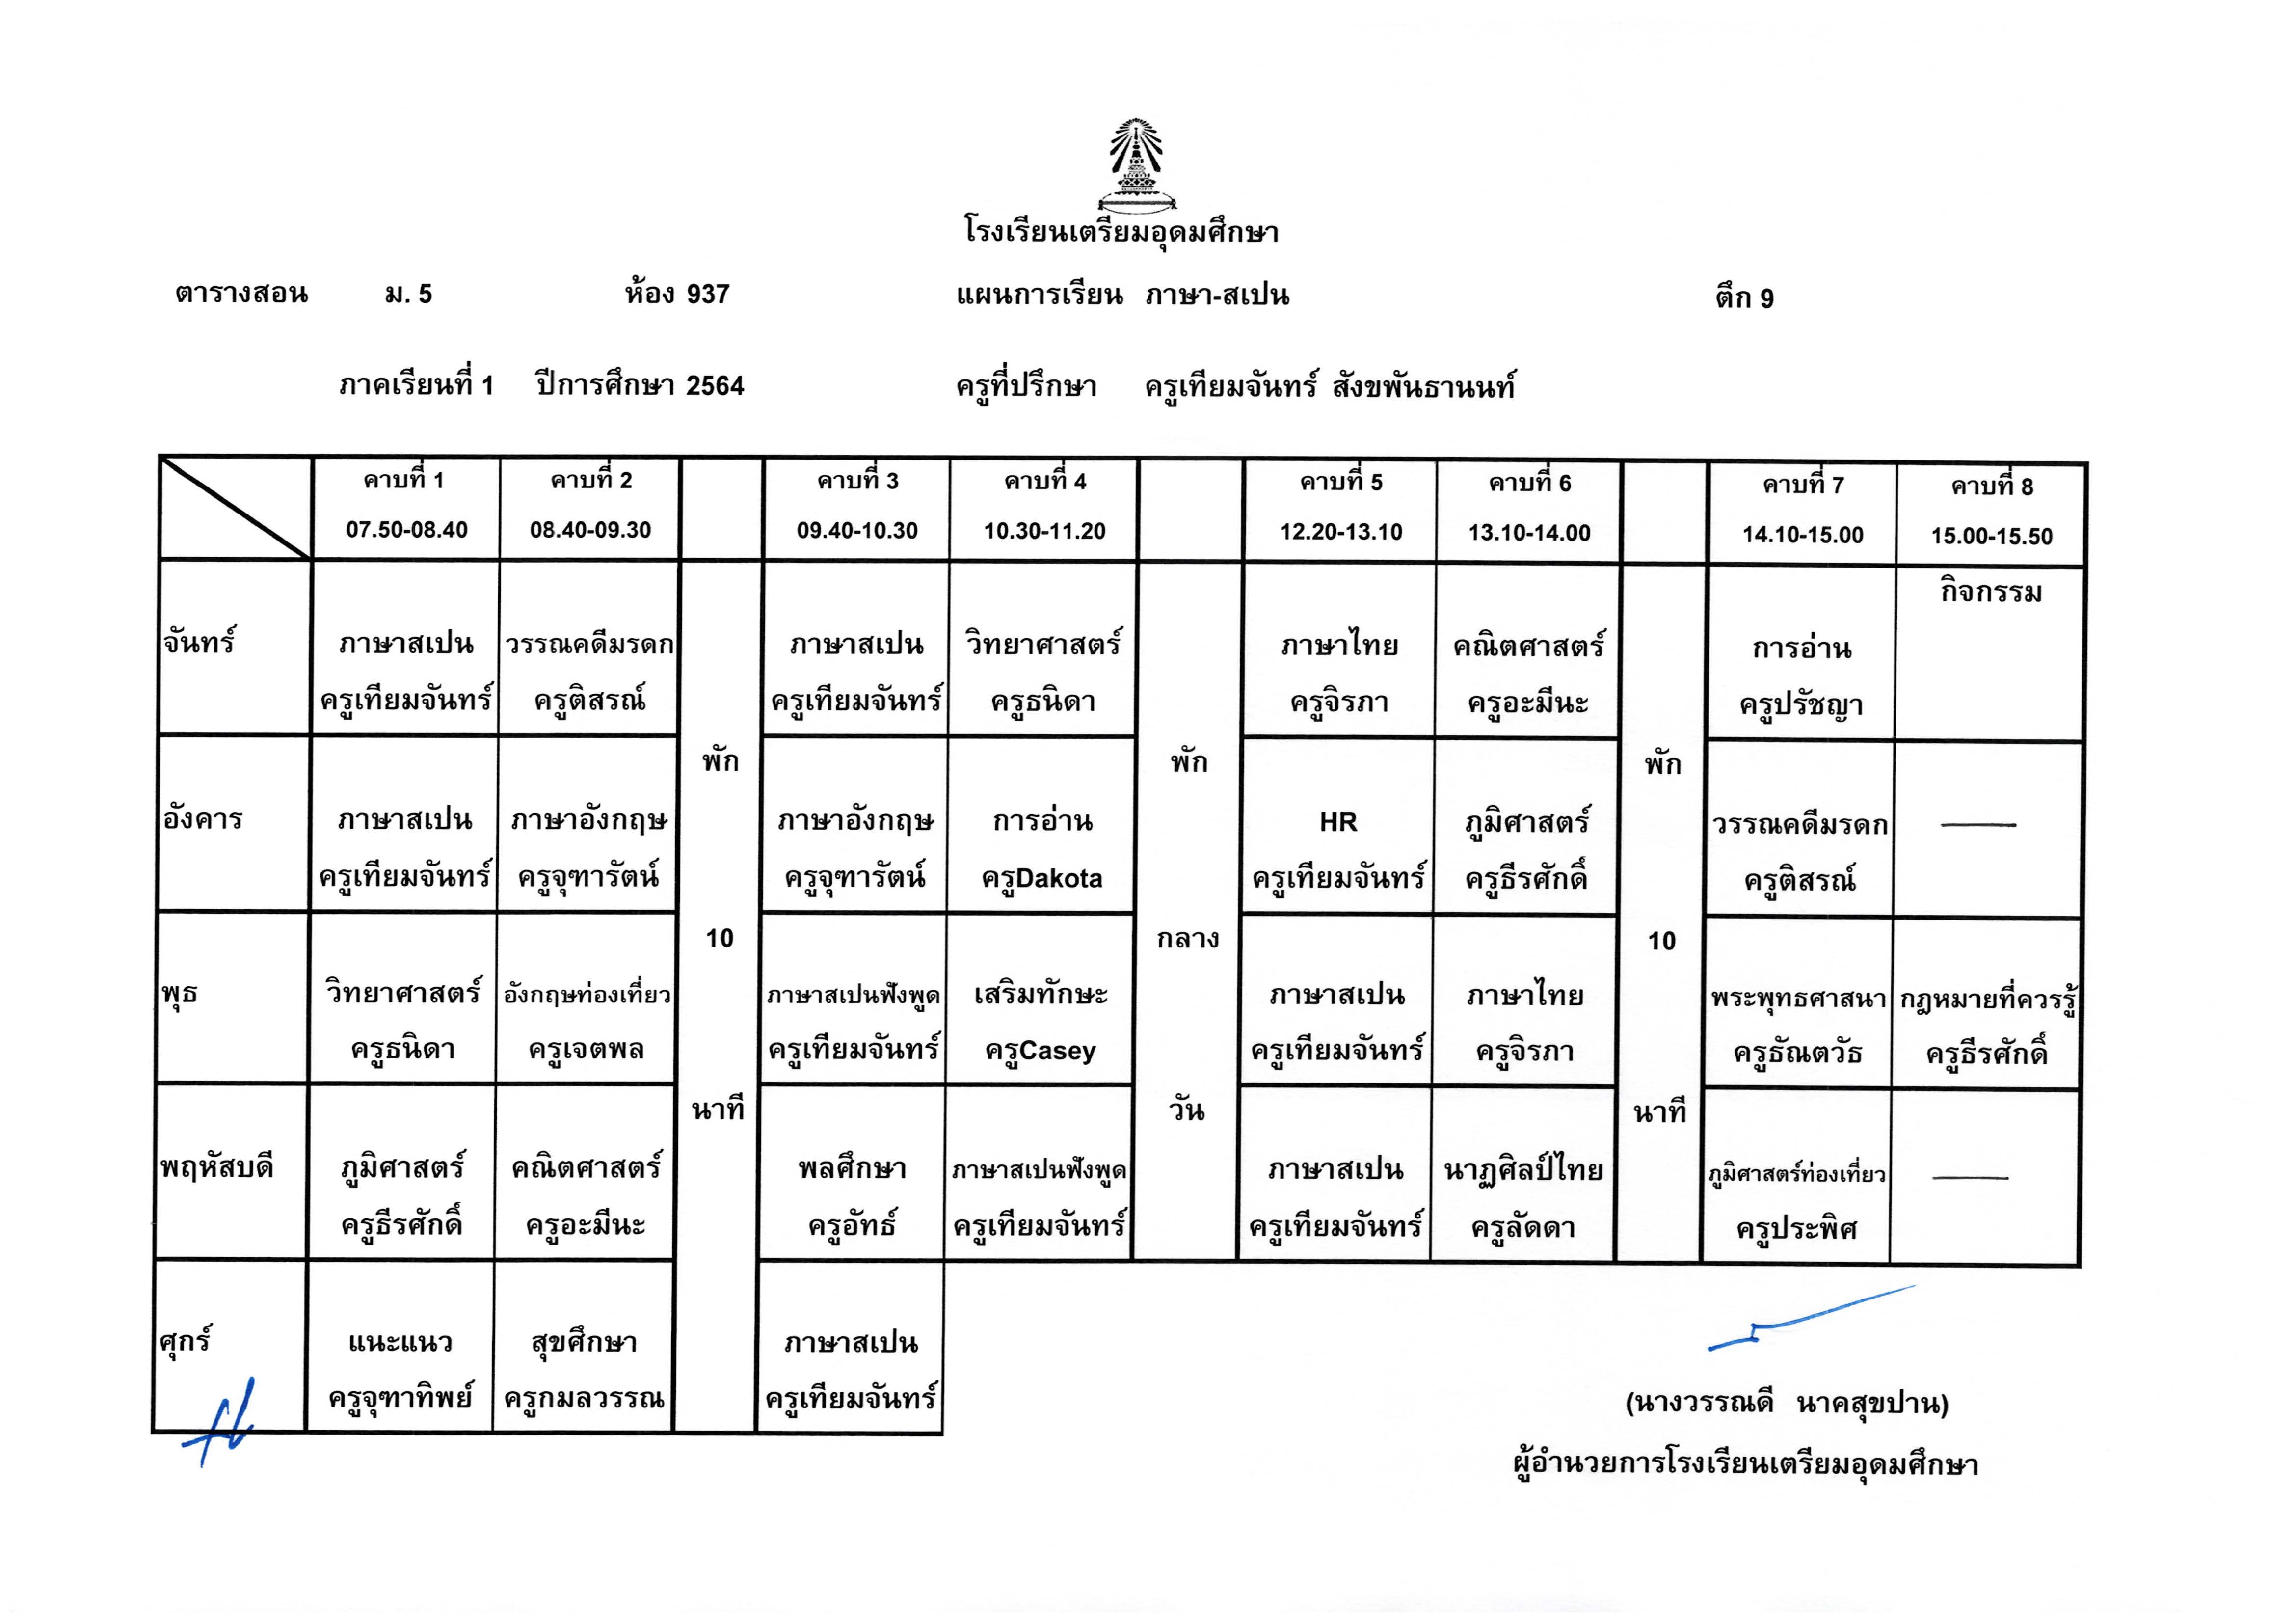 โรงเรียนเตรียมอุดมศึกษา
ตารางสอน ม. 5 ห้อง 937 แผนการเรียน ภาษา-สเปน ตึก 9
ภาคเรียนที่ 1 ปีการศึกษา 2564 ครูที่ปรึกษา ครูเทียมจันทร์ สังขพันธานนท์
คาบที่ 1 คาบที่ 2 คาบที่ 3 คาบที่ 4 คาบที่ 5 คาบที่ 6 คาบที่ 7 คาบที่ 8
07.50-08.40 08.40-09.30 09.40-10.30 10.30-11.20 12.20-13.10 13.10-14.00 14.10-15.00 15.00-15.50
กิจกรรม
จันทร์ ภาษาสเปน วรรณคดีมรดก ภาษาสเปน วิทยาศาสตร์ ภาษาไทย คณิตศาสตร์ การอ่าน
ครูเทียมจันทร์ ครูติสรณ์ ครูเทียมจันทร์ ครูธนิดา ครูจิรภา ครูอะมีนะ ครูปรัชญา
พัก พัก พัก
อังคาร ภาษาสเปน ภาษาอังกฤษ ภาษาอังกฤษ การอ่าน HR ภูมิศาสตร์ วรรณคดีมรดก —
ครูเทียมจันทร์ ครูจุฑารัตน์ ครูจุฑารัตน์ ครูDakota ครูเทียมจันทร์ ครูธีรศักดิ์ ครูติสรณ์
10 กลาง 10
พุธ วิทยาศาสตร์ อังกฤษท่องเที่ยว ภาษาสเปนฟังพูด เสริมทักษะ ภาษาสเปน ภาษาไทย พระพุทธศาสนา กฎหมายที่ควรรู้
ครูธนิดา ครูเจตพล ครูเทียมจันทร์ ครูCasey ครูเทียมจันทร์ ครูจิรภา ครูธัณตวัธ ครูธีรศักดิ์
นาที วัน นาที
พฤหัสบดี ภูมิศาสตร์ คณิตศาสตร์ พลศึกษา ภาษาสเปนฟังพูด ภาษาสเปน นาฏศิลป์ไทย ภูมิศาสตร์ท่องเที่ยว —
ครูธีรศักดิ์ ครูอะมีนะ ครูอัทธ์ ครูเทียมจันทร์ ครูเทียมจันทร์ ครูลัดดา ครูประพิศ
ศุกร์ แนะแนว สุขศึกษา ภาษาสเปน
ครูจุฑาทิพย์ ครูกมลวรรณ ครูเทียมจันทร์
(นางวรรณดี นาคสุขปาน)
ผู้อำนวยการโรงเรียนเตรียมอุดมศึกษา